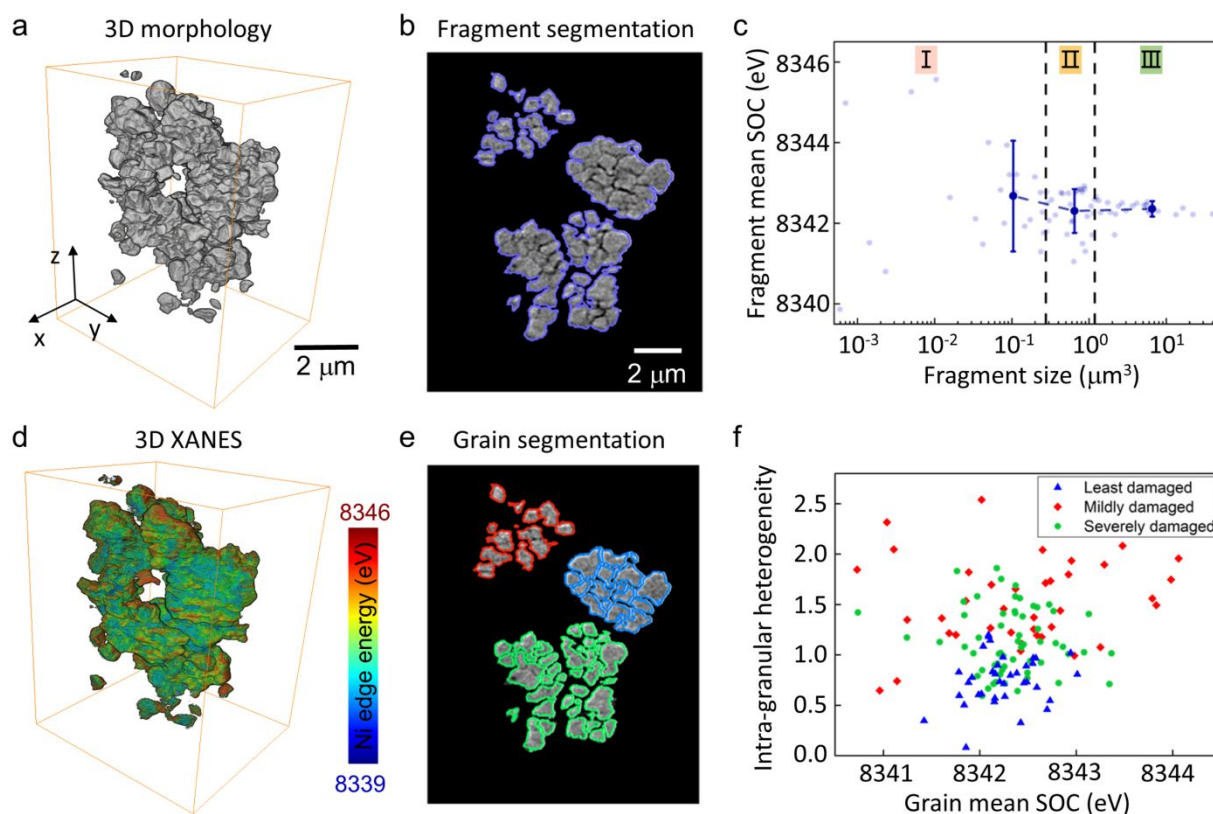 a
3D morphology
z
x
y
2 μm
b
Fragment segmentation
2 μm
c
I
II
III
8346
8344
8342
8340
Fragment mean SOC (eV)
10⁻³
10⁻²
10⁻¹
10⁰
10¹
Fragment size (μm³)
d
3D XANES
8346
Ni edge energy (eV)
8339
e
Grain segmentation
f
Least damaged
Mildly damaged
Severely damaged
2.5
2.0
1.5
1.0
0.5
0.0
Intra-granular heterogeneity
8341
8342
8343
8344
Grain mean SOC (eV)